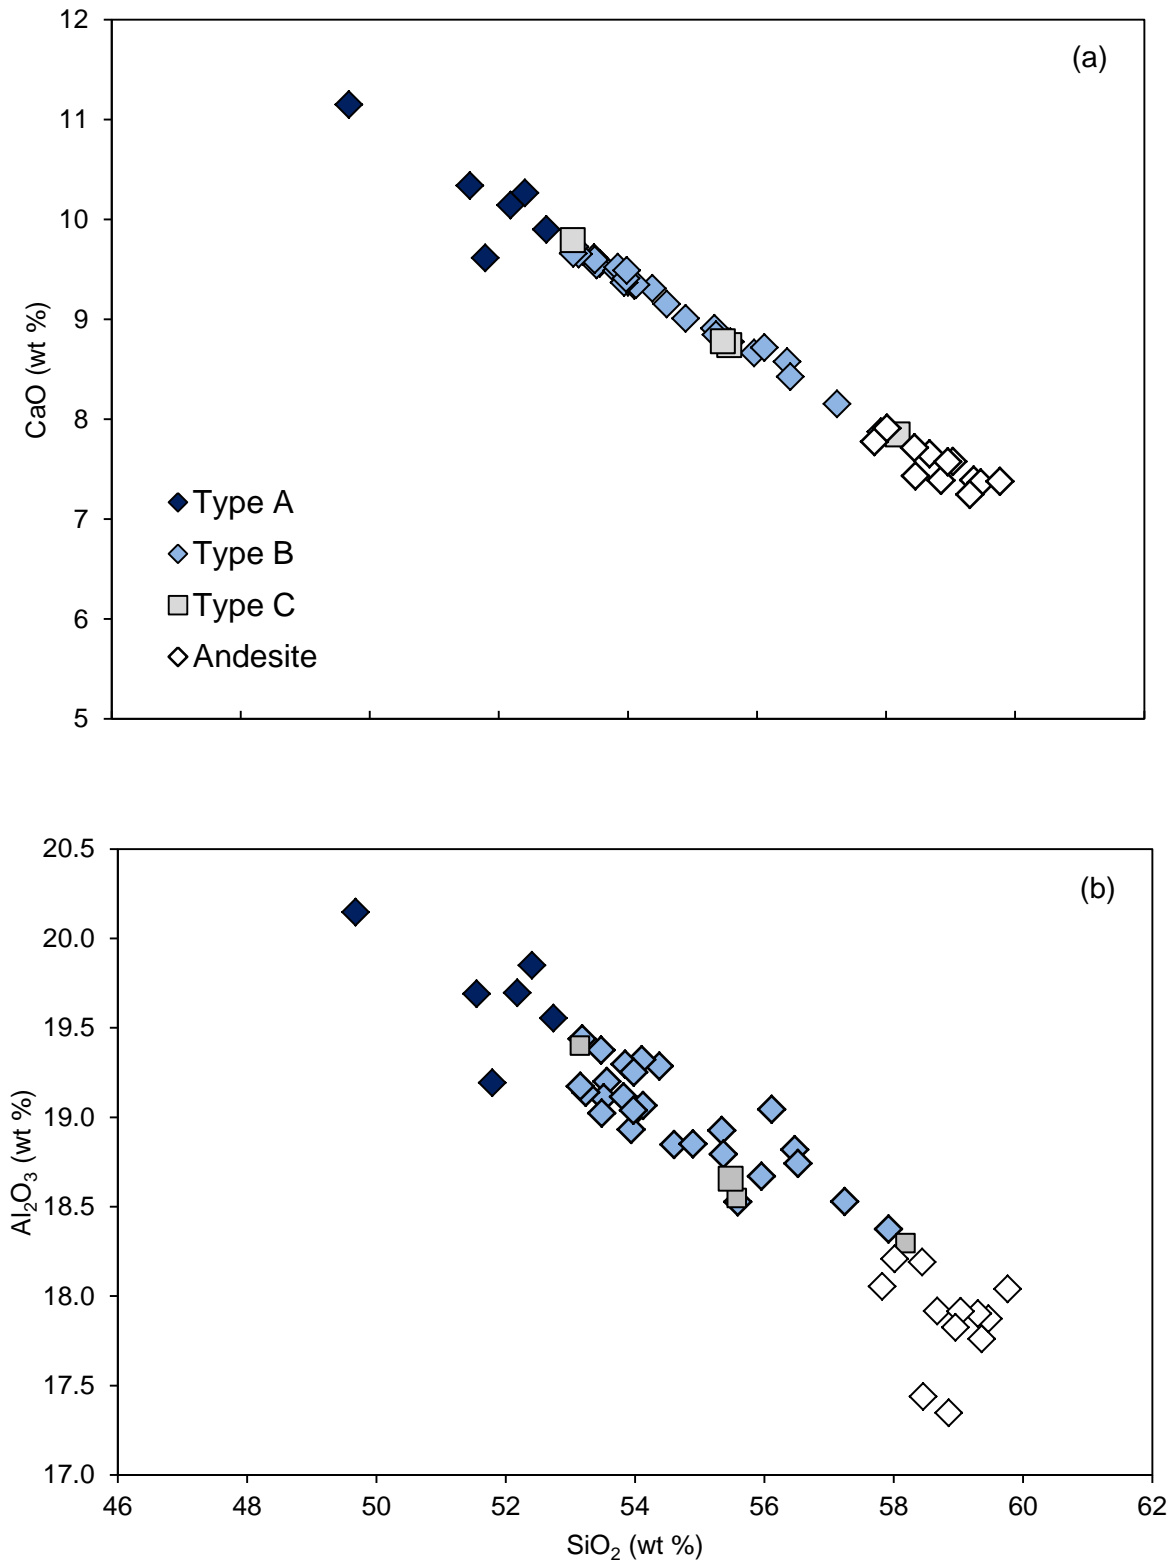 12
(a)
11
10
9
8
7
6
5
CaO (wt %)
Type A
Type B
Type C
Andesite
20.5
(b)
20.0
19.5
19.0
18.5
18.0
17.5
17.0
Al₂O₃ (wt %)
46 48 50 52 54 56 58 60 62
SiO₂ (wt %)